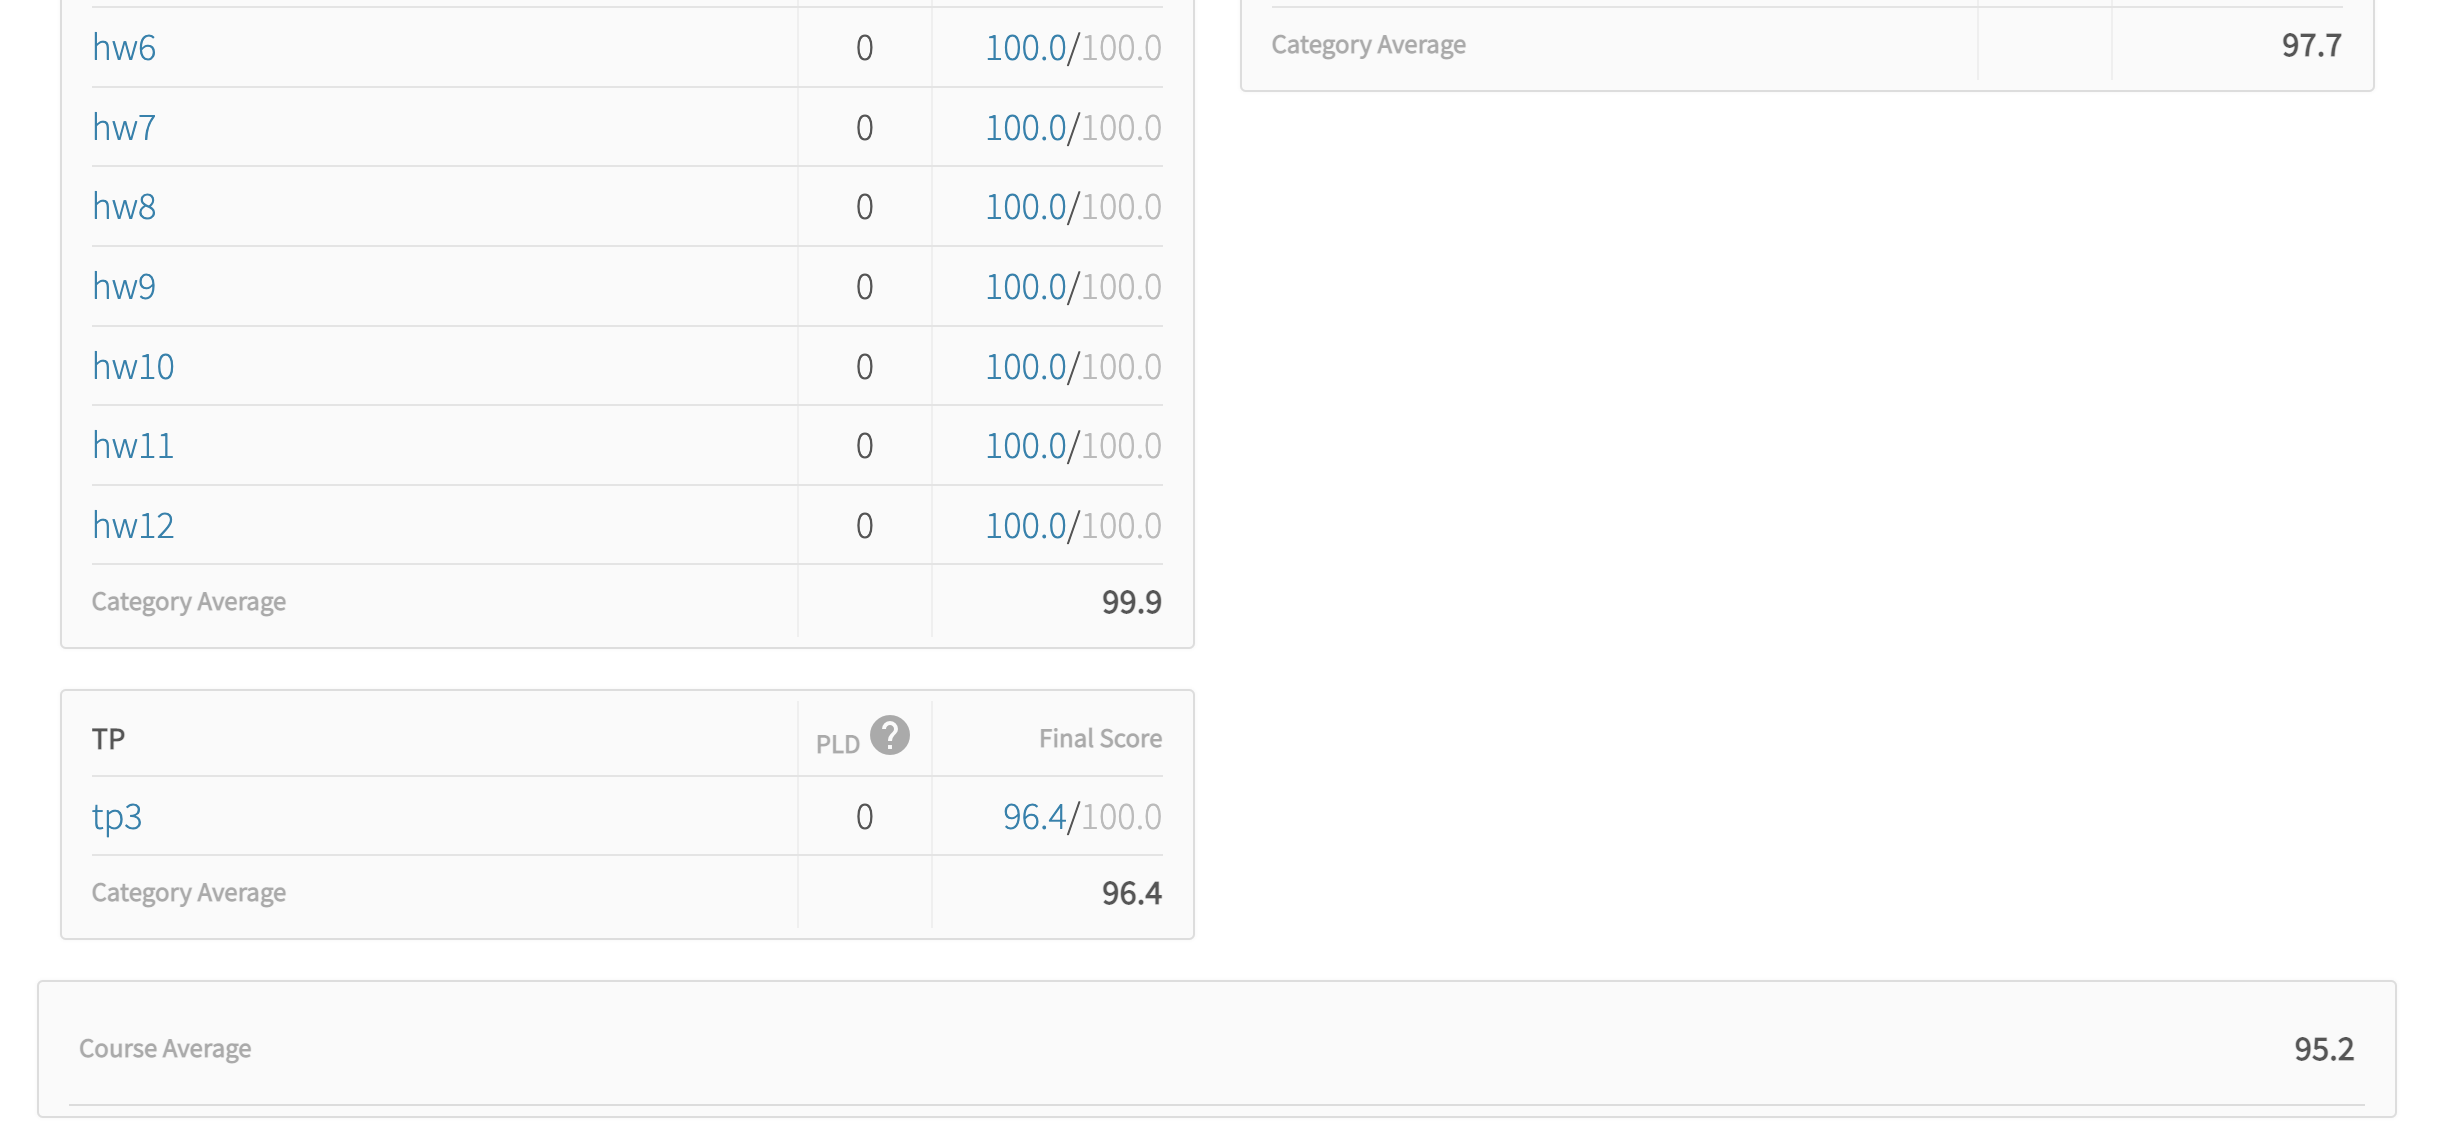 hw6 0 100.0/100.0
hw7 0 100.0/100.0
hw8 0 100.0/100.0
hw9 0 100.0/100.0
hw10 0 100.0/100.0
hw11 0 100.0/100.0
hw12 0 100.0/100.0
Category Average 99.9
TP PLD ? Final Score
tp3 0 96.4/100.0
Category Average 96.4
Category Average 97.7
Course Average 95.2